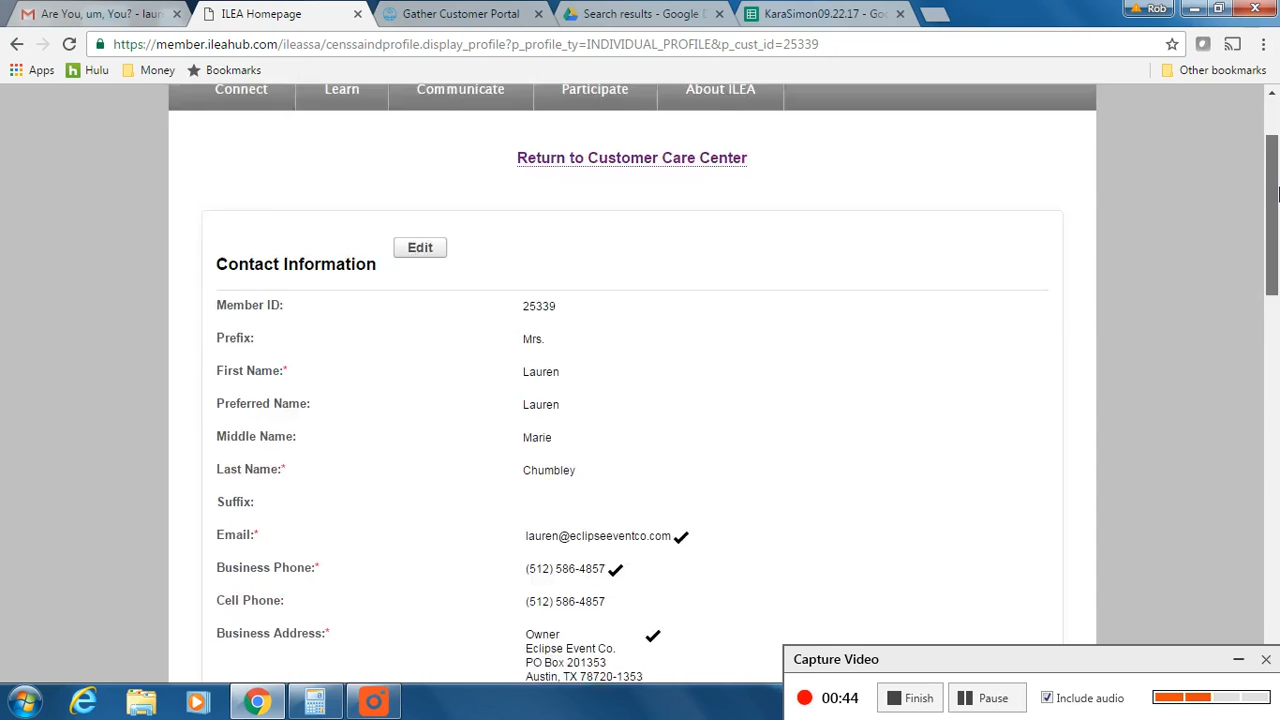 Are You, um, You? - laur
ILEA Homepage
Gather Customer Portal
Search results - Google D
KaraSimon09.22.17 - Goo
Rob
https://member.ileahub.com/ileassa/censsaindprofile.display_profile?p_profile_ty=INDIVIDUAL_PROFILE&p_cust_id=25339
Apps Hulu Money Bookmarks Other bookmarks
Connect Learn Communicate Participate About ILEA
Return to Customer Care Center
Edit
Contact Information
Member ID: 25339
Prefix: Mrs.
First Name:* Lauren
Preferred Name: Lauren
Middle Name: Marie
Last Name:* Chumbley
Suffix:
Email:* lauren@eclipseeventco.com
Business Phone:* (512) 586-4857
Cell Phone: (512) 586-4857
Business Address:* Owner
Eclipse Event Co.
PO Box 201353
Austin, TX 78720-1353
Capture Video
00:44 Finish Pause Include audio